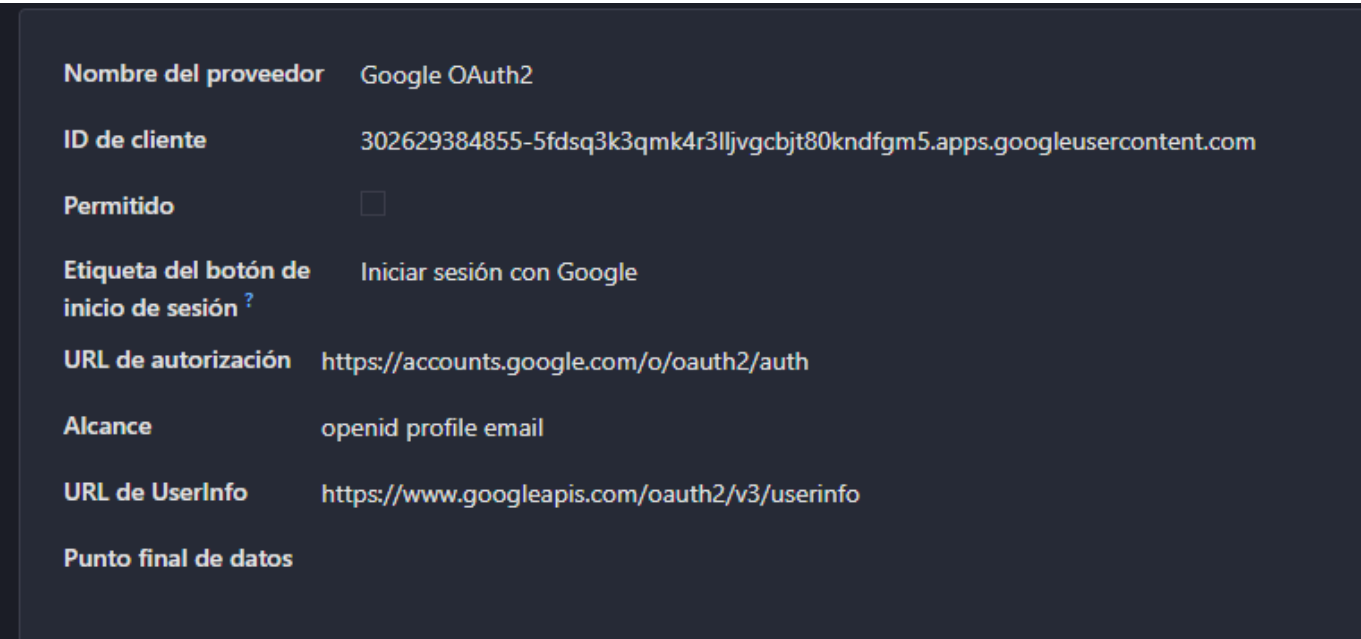 Nombre del proveedor Google OAuth2
ID de cliente 302629384855-5fdsq3k3qmk4r3lljvgcbjt80kndfgm5.apps.googleusercontent.com
Permitido
Etiqueta del botón de Iniciar sesión con Google
inicio de sesión ?
URL de autorización https://accounts.google.com/o/oauth2/auth
Alcance openid profile email
URL de UserInfo https://www.googleapis.com/oauth2/v3/userinfo
Punto final de datos